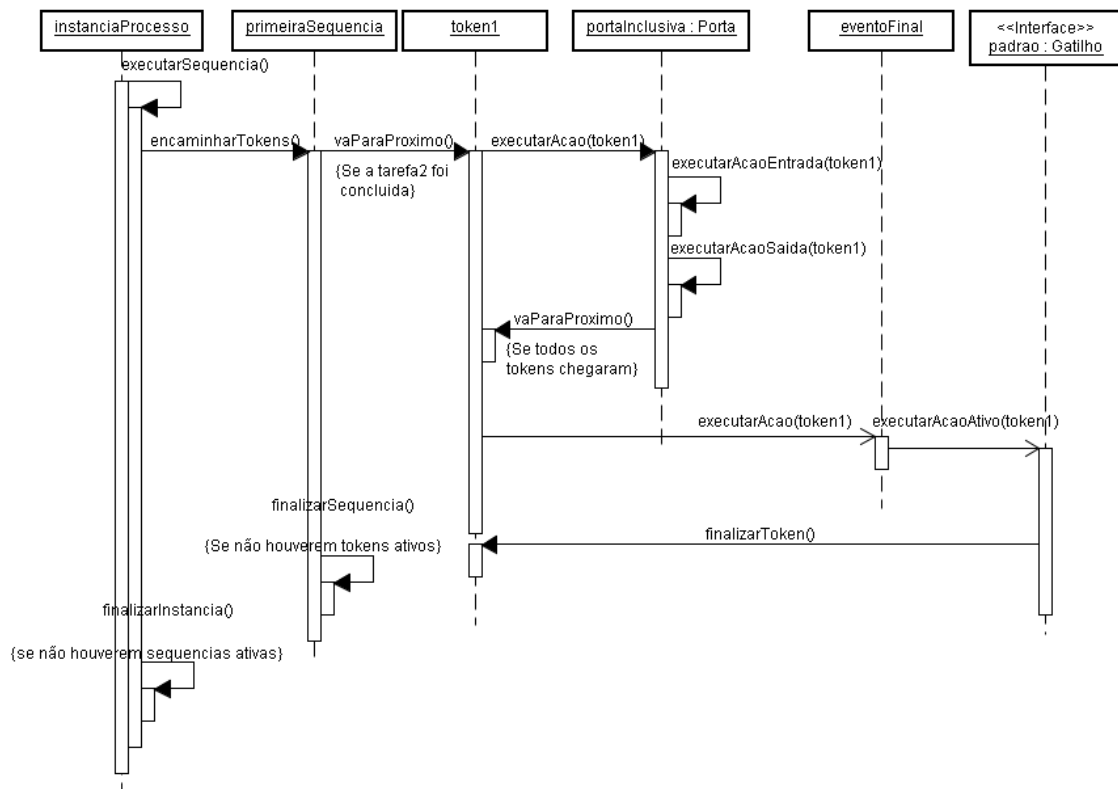 instanciaProcesso
primeiraSequencia
token1
portaInclusiva : Porta
eventoFinal
<<Interface>>
padrao : Gatilho
executarSequencia()
encaminharTokens()
vaParaProximo()
executarAcao(token1)
{Se a tarefa2 foi
concluida}
executarAcaoEntrada(token1)
executarAcaoSaida(token1)
vaParaProximo()
{Se todos os
tokens chegaram}
executarAcao(token1)
executarAcaoAtivo(token1)
finalizarSequencia()
{Se não houverem tokens ativos}
finalizarToken()
finalizarInstancia()
{se não houverem sequencias ativas}